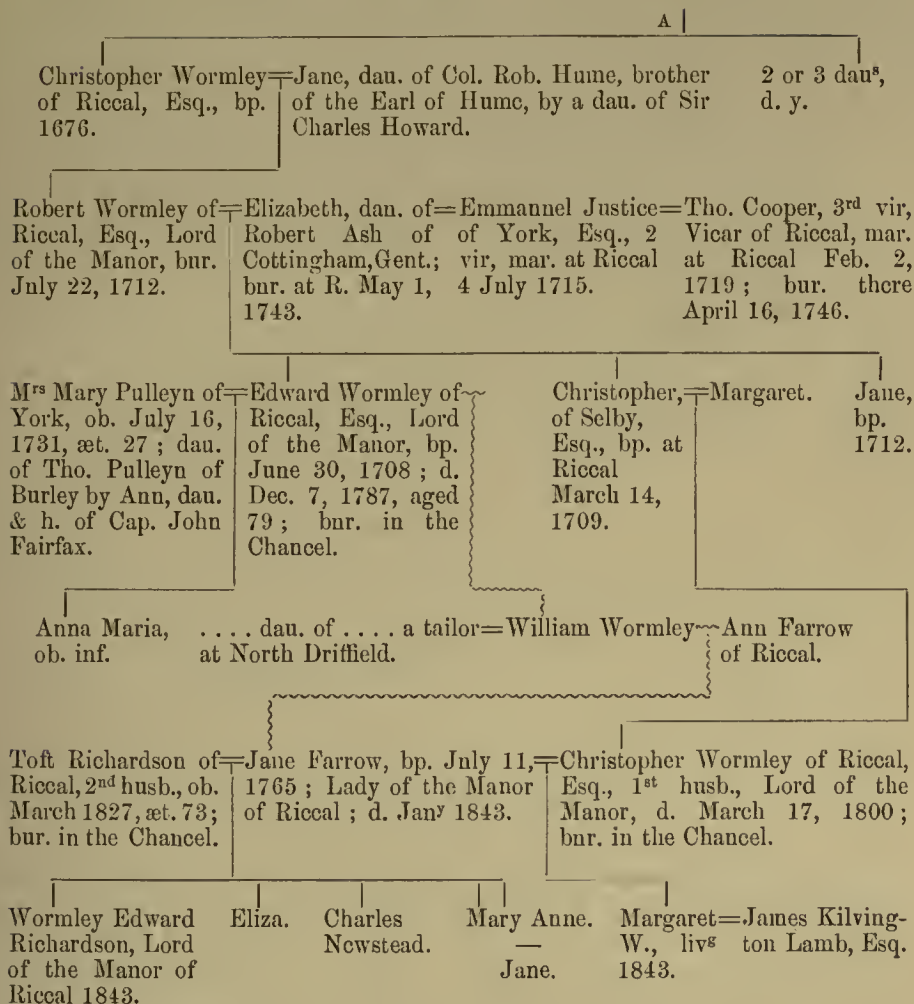 A
Christopher Wormley
of Riccal, Esq., bp.
1676.
Jane, dau. of Col. Rob. Hume, brother
of the Earl of Hume, by a dau. of Sir
Charles Howard.
2 or 3 dauˢ,
d. y.
Robert Wormley of
Riccal, Esq., Lord
of the Manor, bur.
July 22, 1712.
Elizabeth, dau. of
Robert Ash of
Cottingham, Gent.;
bur. at R. May 1,
1743.
=Emmannel Justice
of York, Esq., 2
vir, mar. at Riccal
4 July 1715.
=Tho. Cooper, 3ʳᵈ vir,
Vicar of Riccal, mar.
at Riccal Feb. 2,
1719 ; bur. there
April 16, 1746.
Mʳˢ Mary Pulleyn of
York, ob. July 16,
1731, æt. 27 ; dau.
of Tho. Pulleyn of
Burley by Ann, dau.
& h. of Cap. John
Fairfax.
Edward Wormley of
Riccal, Esq., Lord
of the Manor, bp.
June 30, 1708 ; d.
Dec. 7, 1787, aged
79 ; bur. in the
Chancel.
Christopher,
of Selby,
Esq., bp. at
Riccal
March 14,
1709.
Margaret.
Jane,
bp.
1712.
Anna Maria,
ob. inf.
. . . . dau. of . . . . a tailor
at North Driffield.
=William Wormley
Ann Farrow
of Riccal.
Toft Richardson of
Riccal, 2ⁿᵈ husb., ob.
March 1827, æt. 73;
bur. in the Chancel.
Jane Farrow, bp. July 11,
1765 ; Lady of the Manor
of Riccal ; d. Janʸ 1843.
Christopher Wormley of Riccal,
Esq., 1ˢᵗ husb., Lord of the
Manor, d. March 17, 1800 ;
bur. in the Chancel.
Wormley Edward
Richardson, Lord
of the Manor of
Riccal 1843.
Eliza.
Charles
Newstead.
Mary Anne.
—
Jane.
Margaret
W., livᵍ
1843.
=James Kilving-
ton Lamb, Esq.